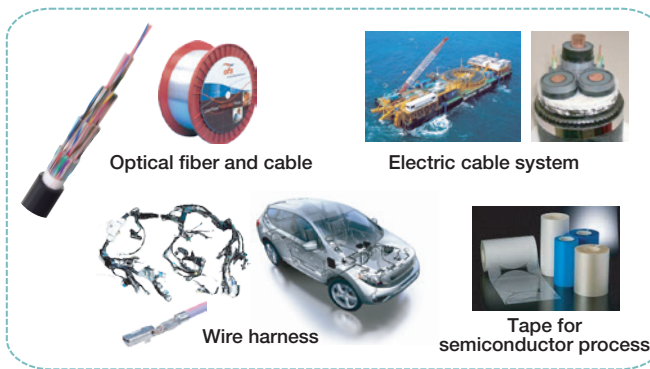 Optical fiber and cable
Electric cable system
Wire harness
Tape for
semiconductor process